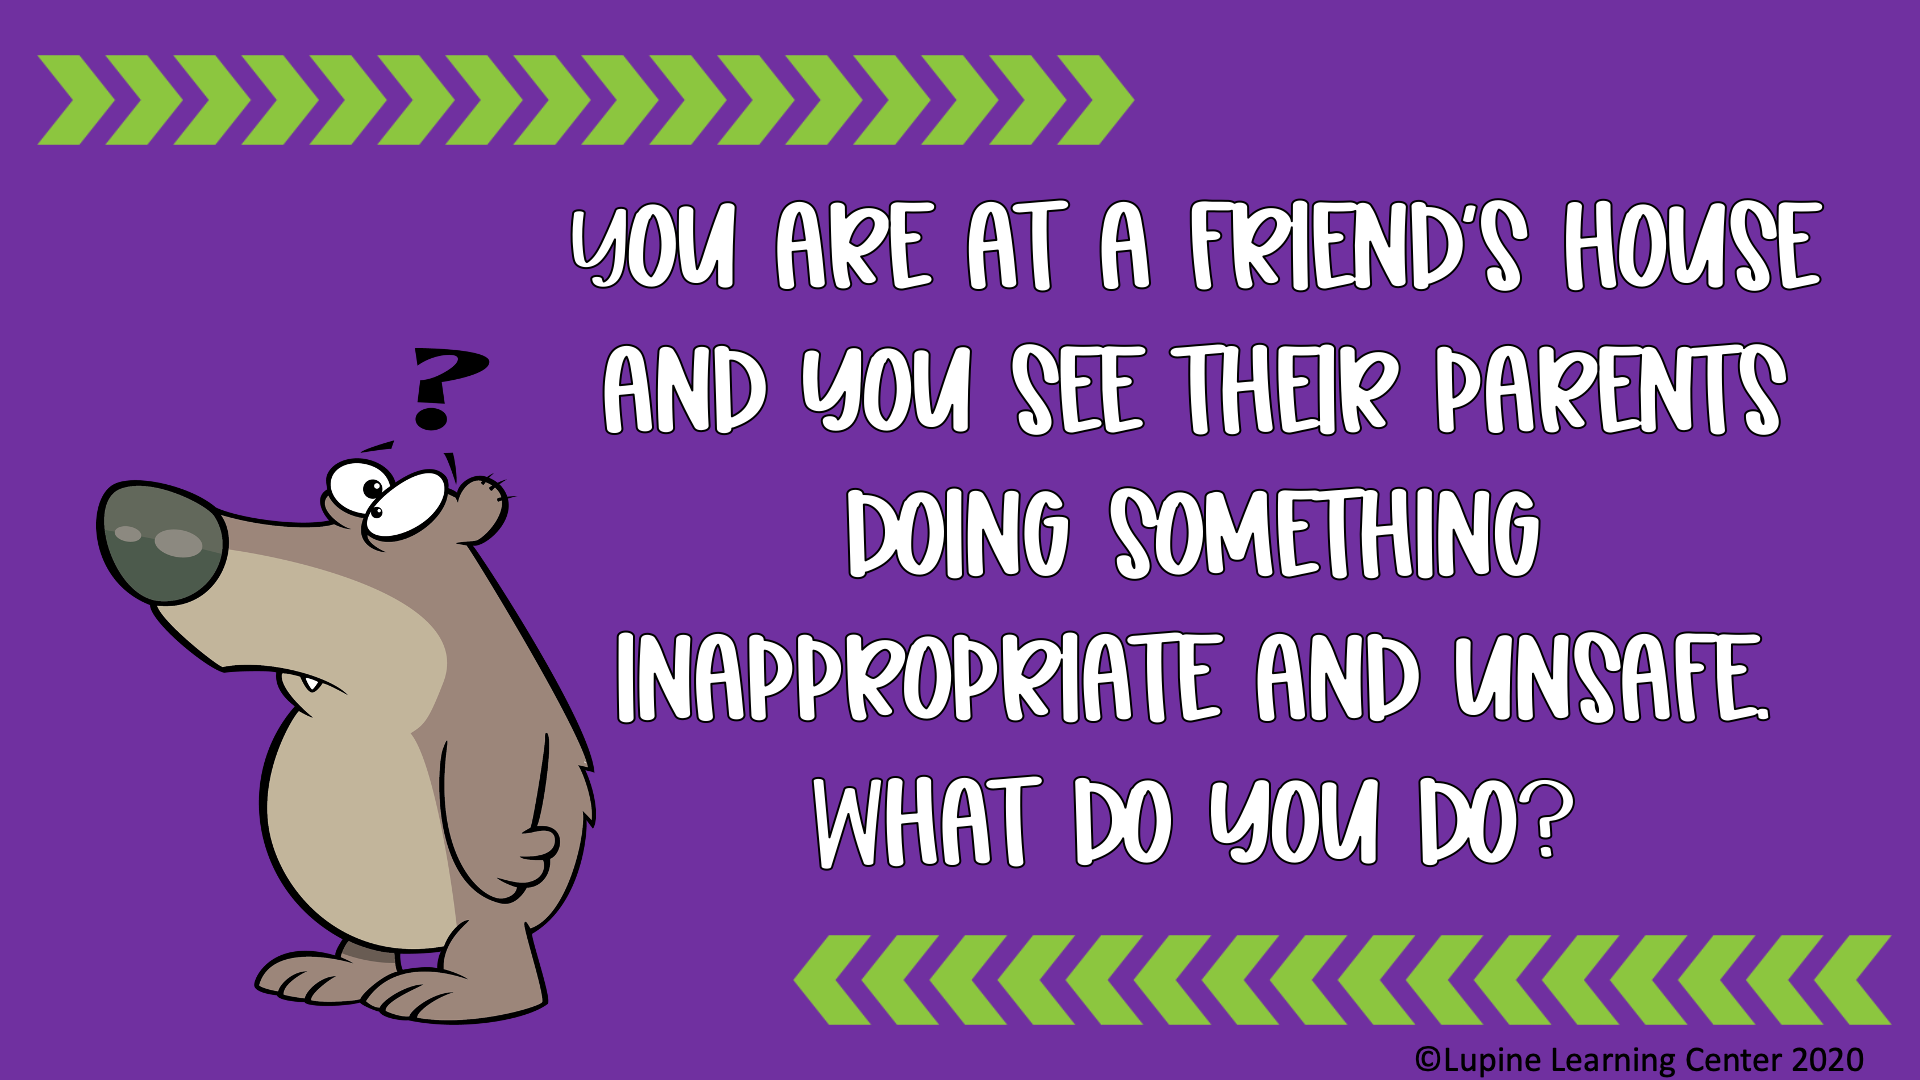 ?
YOU ARE AT A FRIEND'S HOUSE
AND YOU SEE THEIR PARENTS
DOING SOMETHING
INAPPROPRIATE AND UNSAFE.
WHAT DO YOU DO?
©Lupine Learning Center 2020